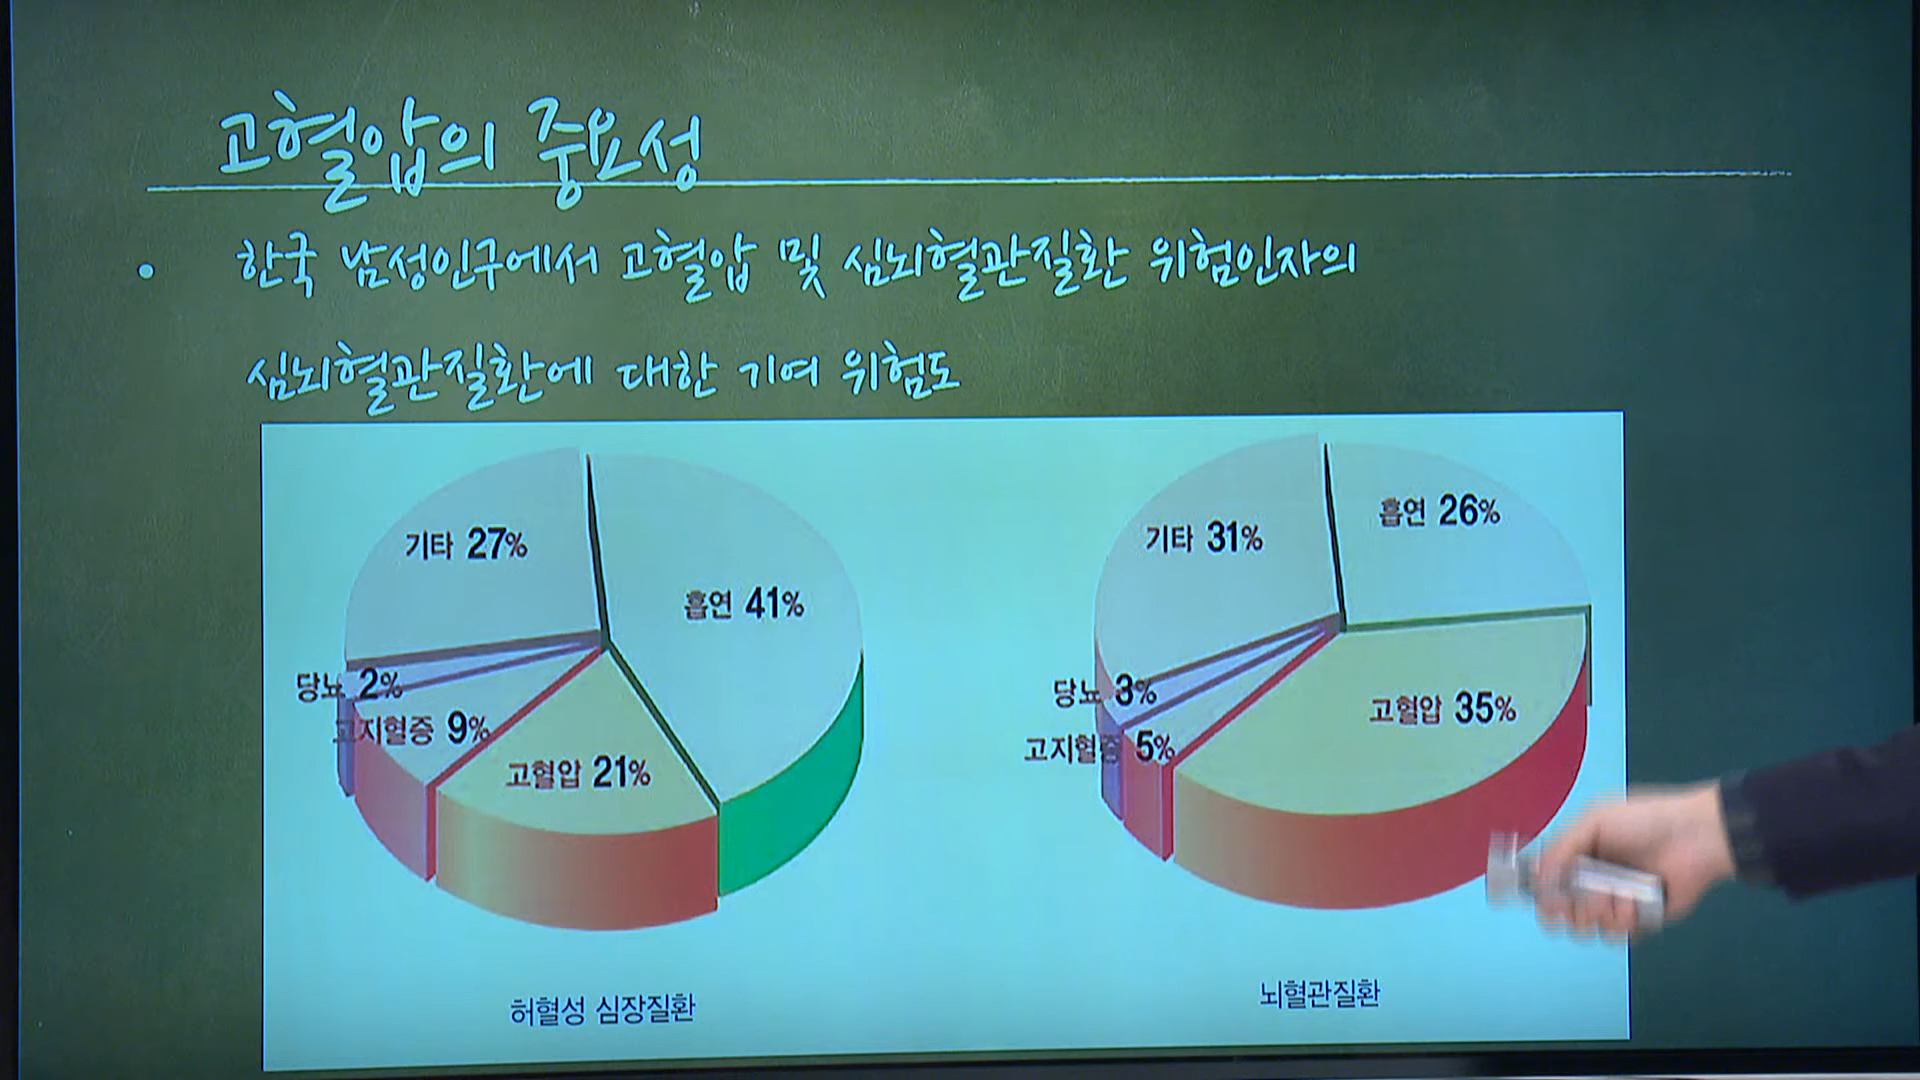 고혈압의 중요성
• 한국 남성인구에서 고혈압 및 심뇌혈관질환 위험인자의
심뇌혈관질환에 대한 기여 위험도
기타 27%
흡연 41%
당뇨 2%
고지혈증 9%
고혈압 21%
허혈성 심장질환
기타 31%
흡연 26%
당뇨 3%
고지혈증 5%
고혈압 35%
뇌혈관질환